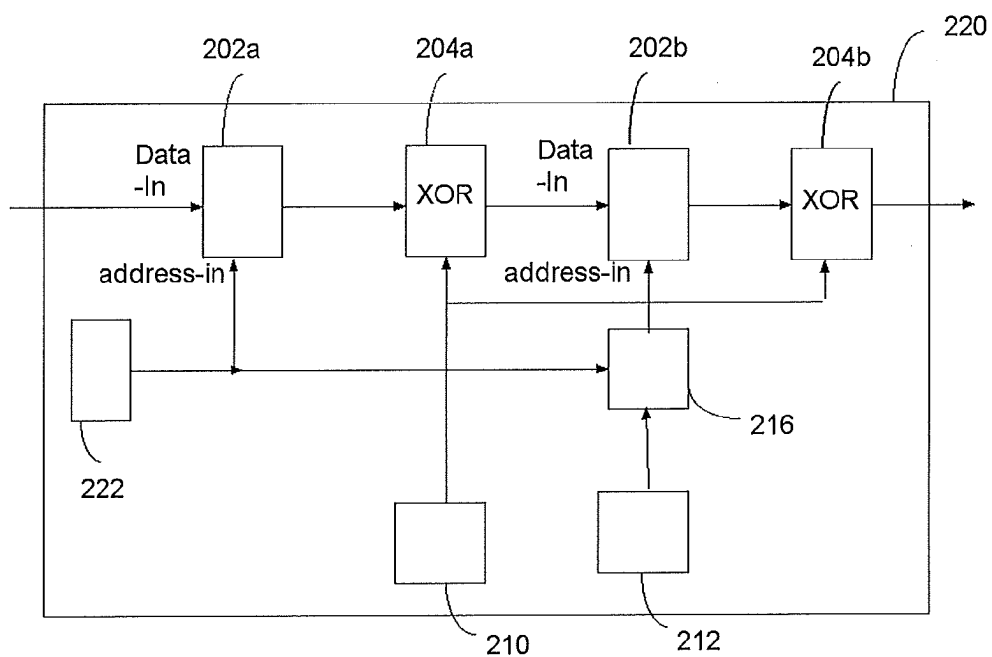 220
202a
204a
202b
204b
Data
-In
XOR
Data
-In
XOR
address-in
address-in
216
222
210
212